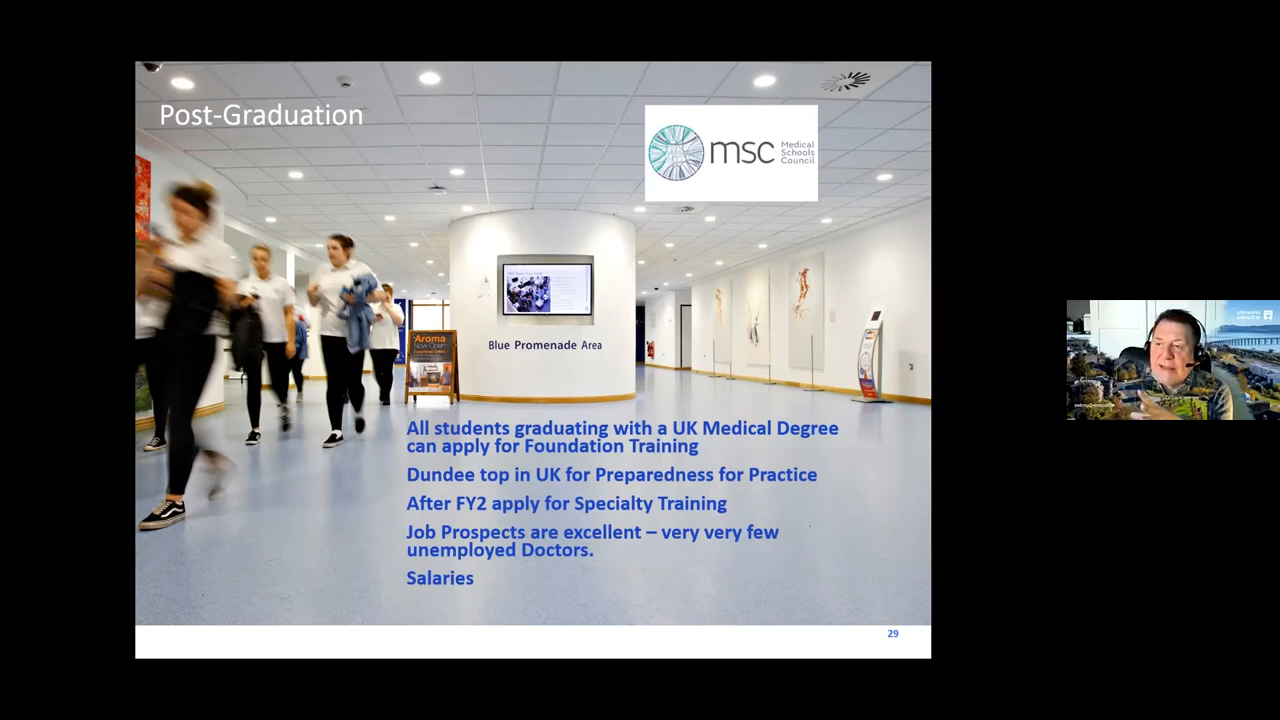 Post-Graduation
msc
Medical
Schools
Council
Aroma
Now Open
Blue Promenade Area
All students graduating with a UK Medical Degree
can apply for Foundation Training
Dundee top in UK for Preparedness for Practice
After FY2 apply for Specialty Training
Job Prospects are excellent – very very few
unemployed Doctors.
Salaries
29